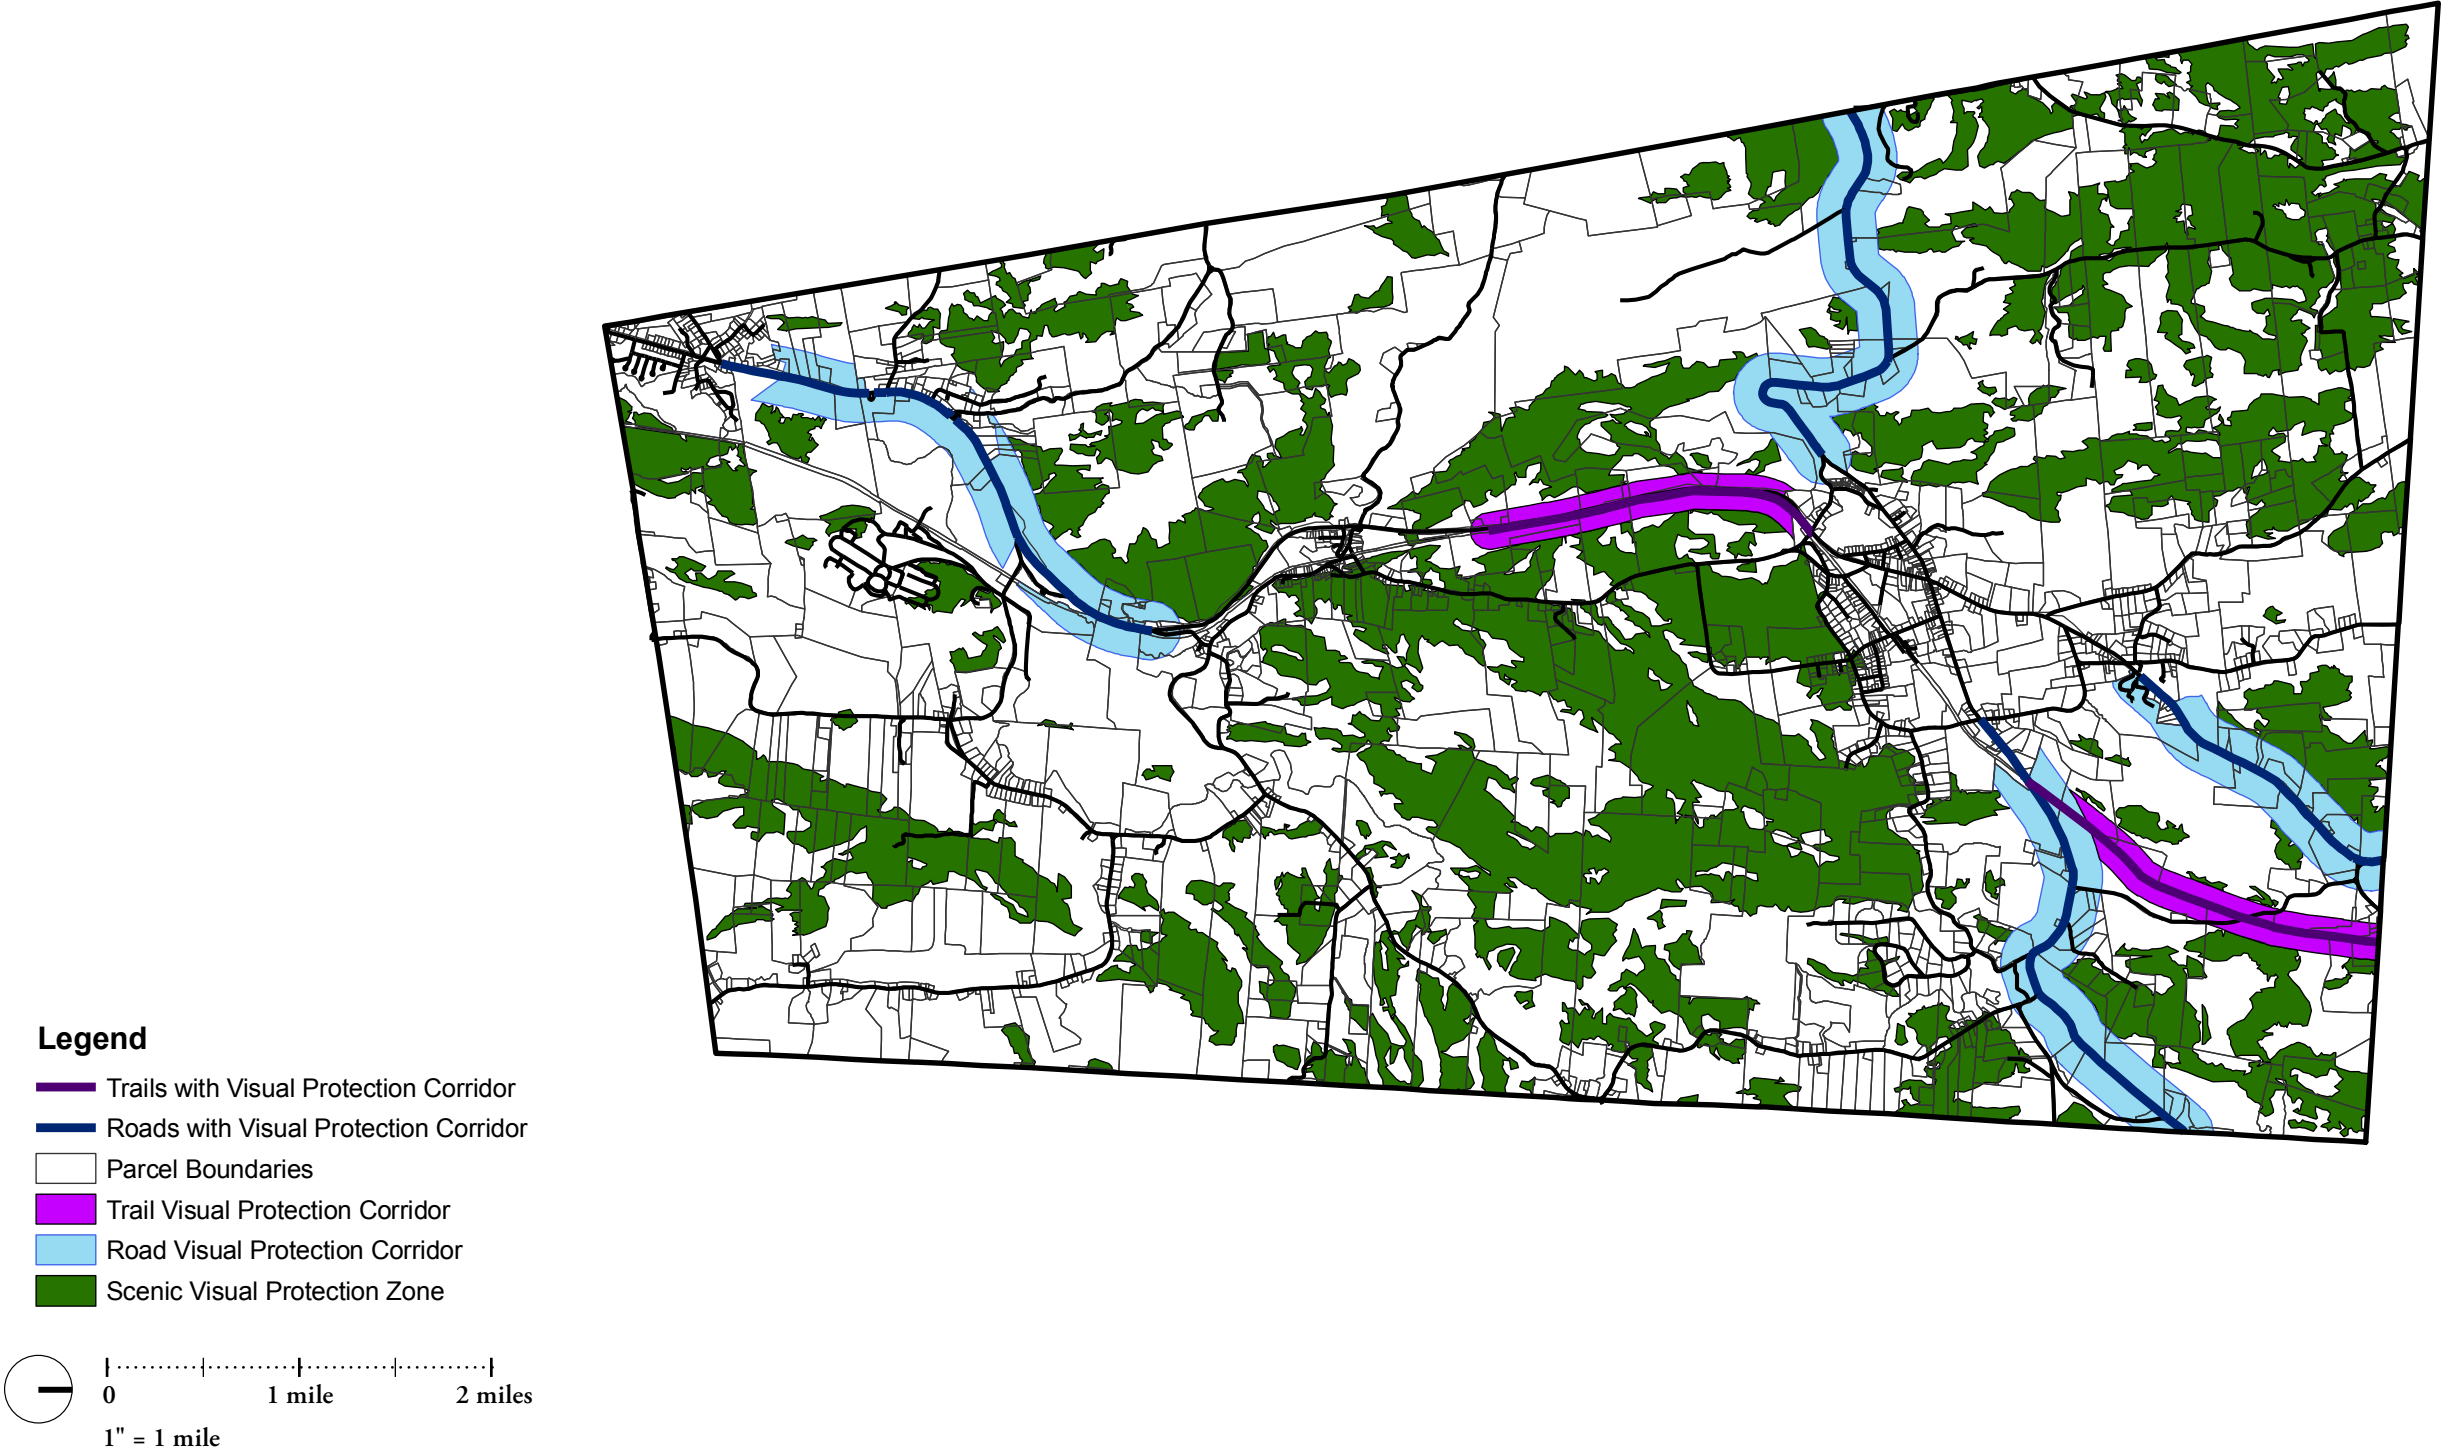 Legend
Trails with Visual Protection Corridor
Roads with Visual Protection Corridor
Parcel Boundaries
Trail Visual Protection Corridor
Road Visual Protection Corridor
Scenic Visual Protection Zone
0 1 mile 2 miles
1" = 1 mile